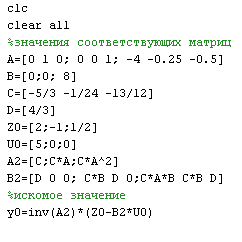 clc
clear all
%значения соответствующих матриц
A=[0 1 0; 0 0 1; -4 -0.25 -0.5]
B=[0;0; 8]
C=[-5/3 -1/24 -13/12]
D=[4/3]
Z0=[2;-1;1/2]
U0=[5;0;0]
A2=[C;C*A;C*A^2]
B2=[D 0 0; C*B D 0;C*A*B C*B D]
%искомое значение
y0=inv(A2)*(Z0-B2*U0)